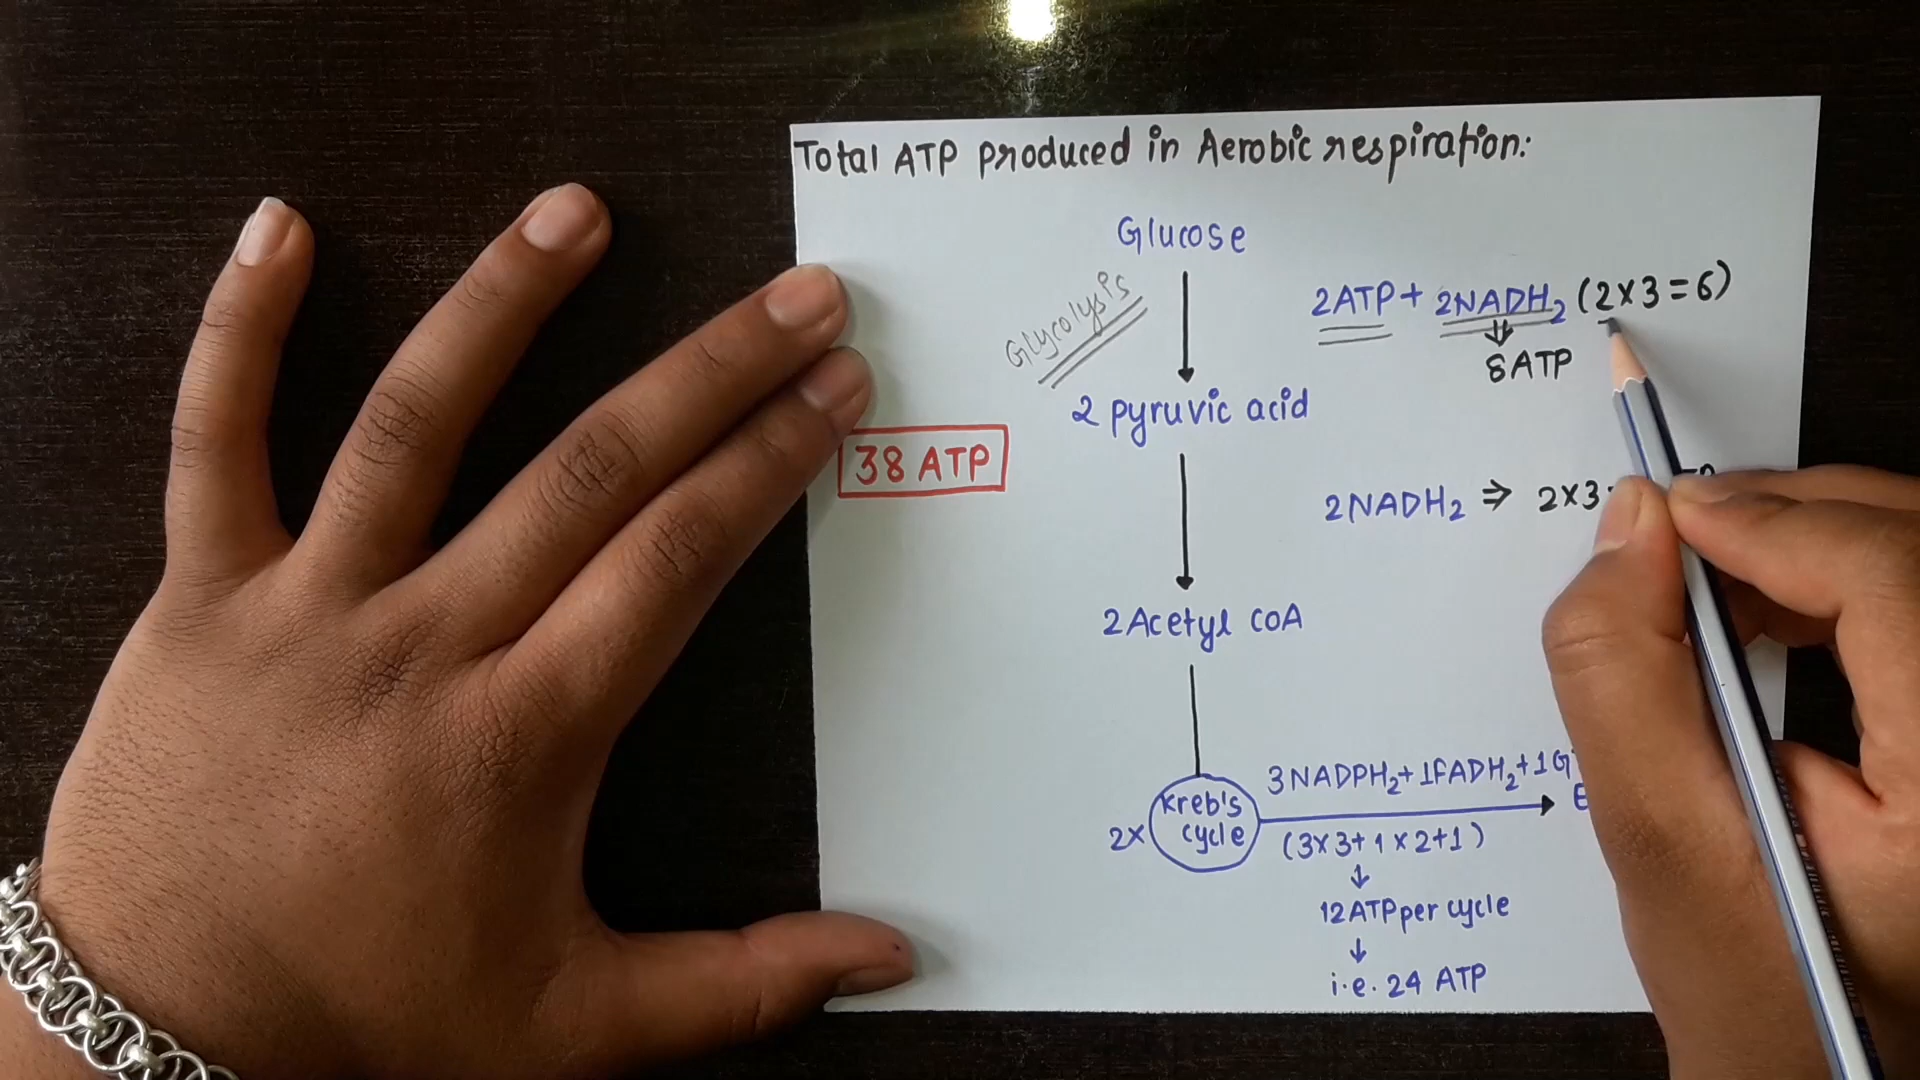 Total ATP produced in Aerobic respiration:
Glucose
Glycolysis
2ATP + 2NADH₂ (2×3=6)
⇓
8ATP
2 pyruvic acid
38 ATP
2NADH₂ ⇒ 2×3
2Acetyl COA
3NADPH₂+1FADH₂+1G
2× Kreb's cycle
(3×3+1×2+1)
↓
12ATP per cycle
↓
i.e. 24 ATP